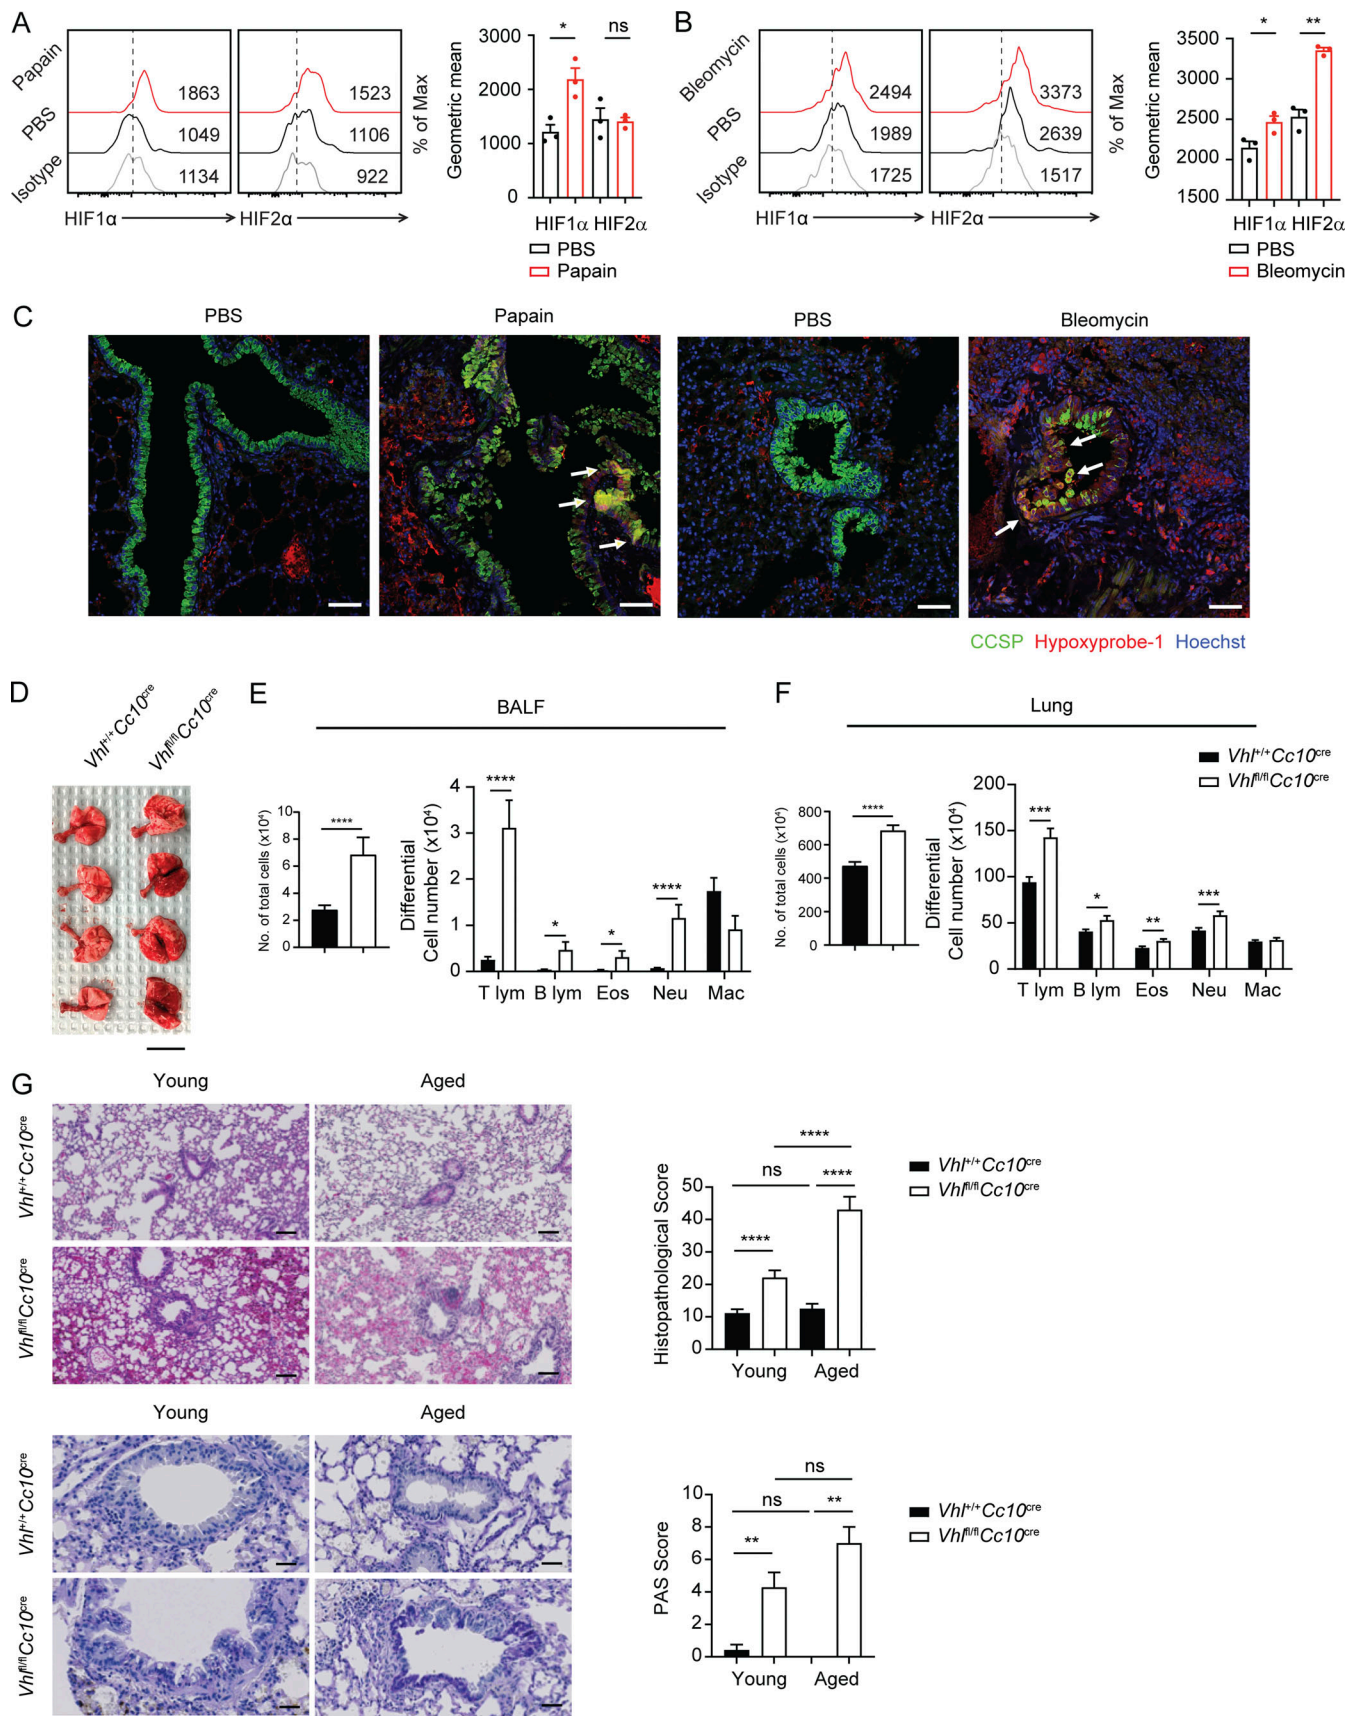 A
Papain
PBS
Isotype
1863
1049
1134
HIF1α
1523
1106
922
HIF2α
% of Max
Geometric mean
3000
2000
1000
0
*
ns
HIF1α HIF2α
PBS
Papain
B
Bleomycin
PBS
Isotype
2494
1989
1725
HIF1α
3373
2639
1517
HIF2α
% of Max
Geometric mean
3500
3000
2500
2000
1500
*
**
HIF1α HIF2α
PBS
Bleomycin
C
PBS
Papain
PBS
Bleomycin
CCSP Hypoxyprobe-1 Hoechst
D
Vhl+/+Cc10cre
Vhlfl/flCc10cre
E
BALF
No. of total cells (x10⁴)
10
8
6
4
2
0
****
Differential
Cell number (x10⁴)
4
3
2
1
0
****
*
*
****
T lym B lym Eos Neu Mac
F
Lung
Vhl+/+Cc10cre
Vhlfl/flCc10cre
No. of total cells (x10⁴)
800
600
400
200
0
****
Differential
Cell number (x10⁴)
200
150
100
50
0
***
*
**
***
T lym B lym Eos Neu Mac
G
Young
Aged
Vhl+/+Cc10cre
Vhlfl/flCc10cre
Histopathological Score
50
40
30
20
10
0
****
ns
****
****
Young Aged
Vhl+/+Cc10cre
Vhlfl/flCc10cre
Young
Aged
Vhl+/+Cc10cre
Vhlfl/flCc10cre
PAS Score
8
6
4
2
0
ns
ns
**
**
Young Aged
Vhl+/+Cc10cre
Vhlfl/flCc10cre